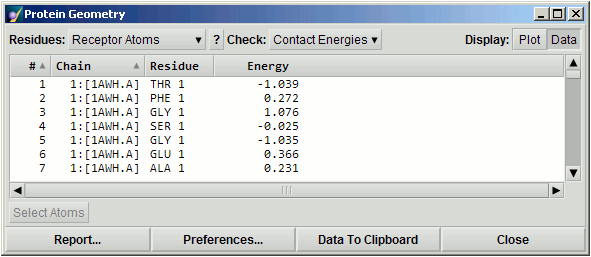 Protein Geometry
Residues: Receptor Atoms ? Check: Contact Energies Display: Plot Data
# Chain Residue Energy
1 1:[1AWH.A] THR 1 -1.039
2 1:[1AWH.A] PHE 1 0.272
3 1:[1AWH.A] GLY 1 1.076
4 1:[1AWH.A] SER 1 -0.025
5 1:[1AWH.A] GLY 1 -1.035
6 1:[1AWH.A] GLU 1 0.366
7 1:[1AWH.A] ALA 1 0.231
Select Atoms
Report... Preferences... Data To Clipboard Close